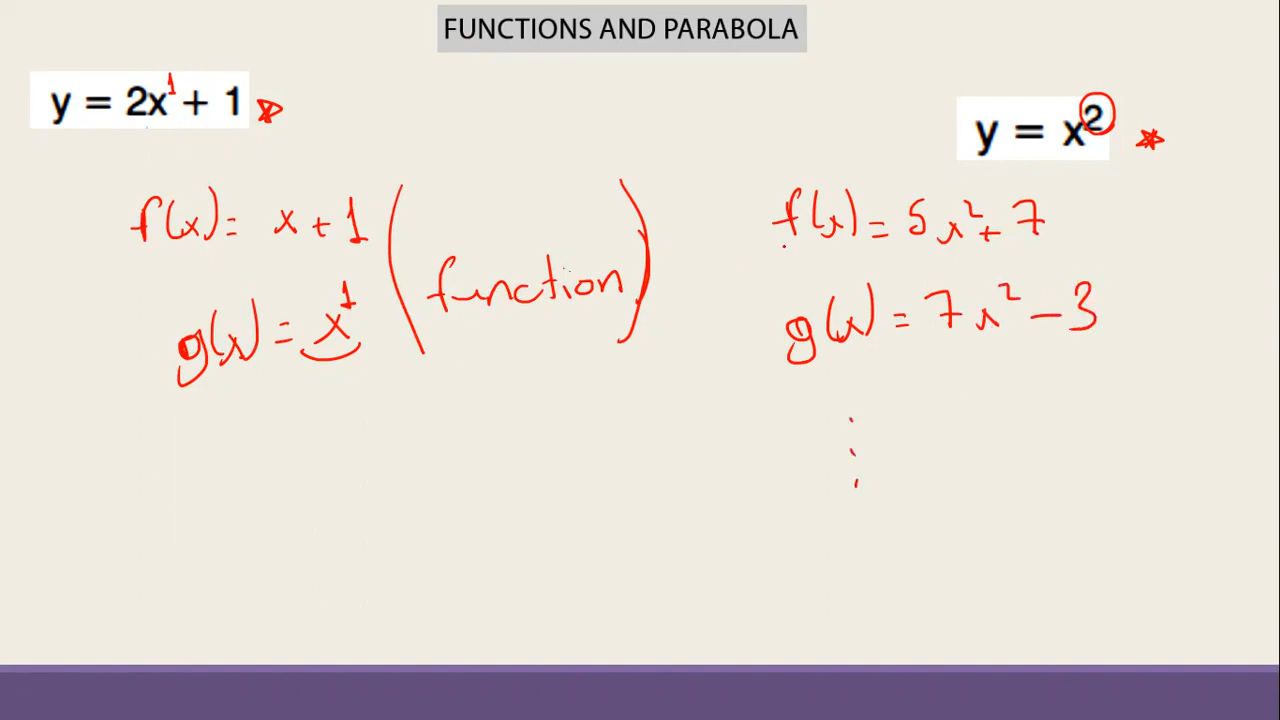 FUNCTIONS AND PARABOLA
y = 2x¹ + 1
f(x) = x + 1
g(x) = x¹
(function)
y = x²
f(x) = 5x² + 7
g(x) = 7x² - 3
⋮